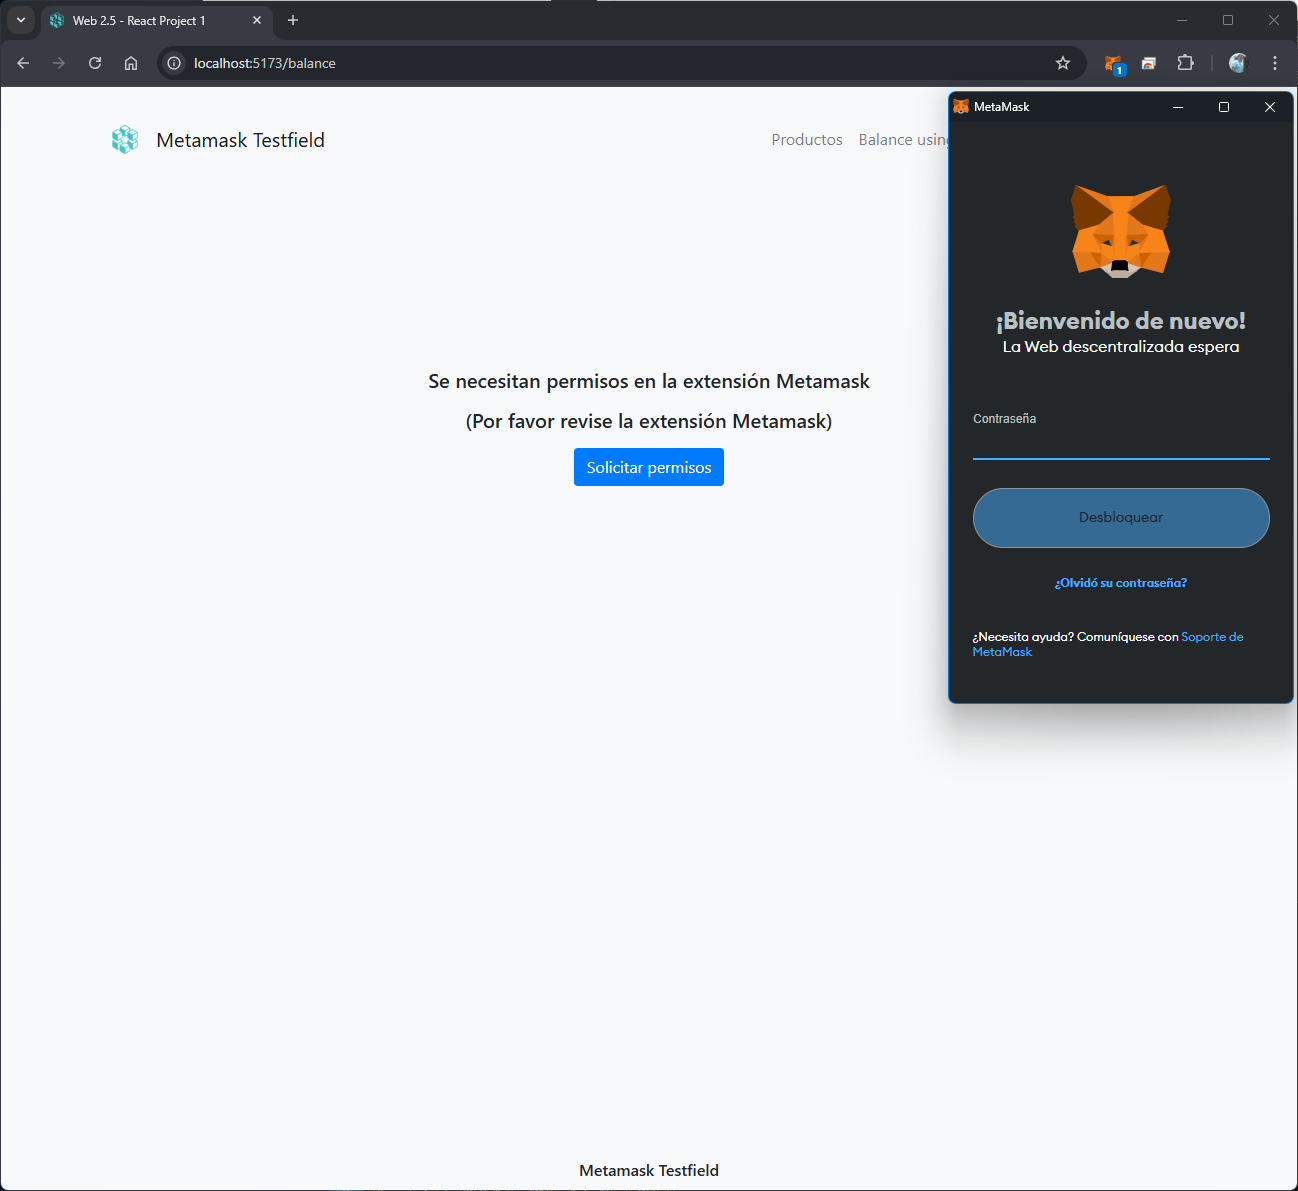 Web 2.5 - React Project 1
localhost:5173/balance
1
Metamask Testfield
Productos
Balance using
Se necesitan permisos en la extensión Metamask
(Por favor revise la extensión Metamask)
Solicitar permisos
MetaMask
¡Bienvenido de nuevo!
La Web descentralizada espera
Contraseña
Desbloquear
¿Olvidó su contraseña?
¿Necesita ayuda? Comuníquese con Soporte de
MetaMask
Metamask Testfield